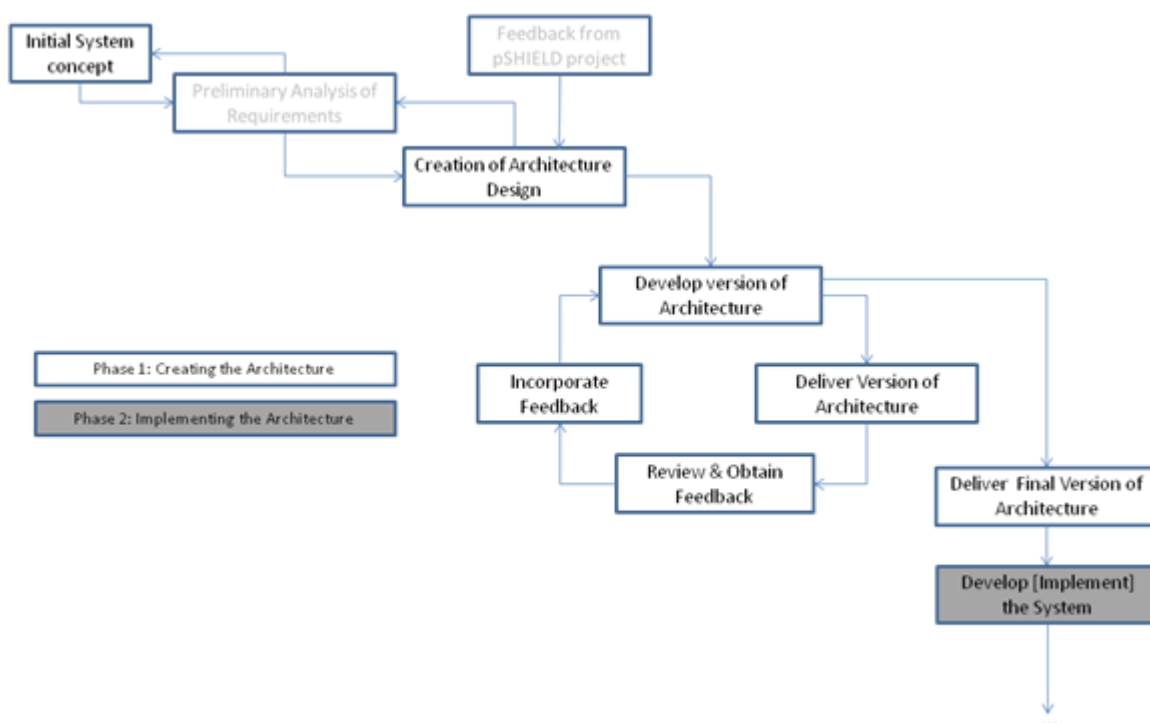 Initial System
concept
Feedback from
pSHIELD project
Preliminary Analysis of
Requirements
Creation of Architecture
Design
Develop version of
Architecture
Phase 1: Creating the Architecture
Phase 2: Implementing the Architecture
Incorporate
Feedback
Deliver Version of
Architecture
Review & Obtain
Feedback
Deliver Final Version of
Architecture
Develop [Implement]
the System
...